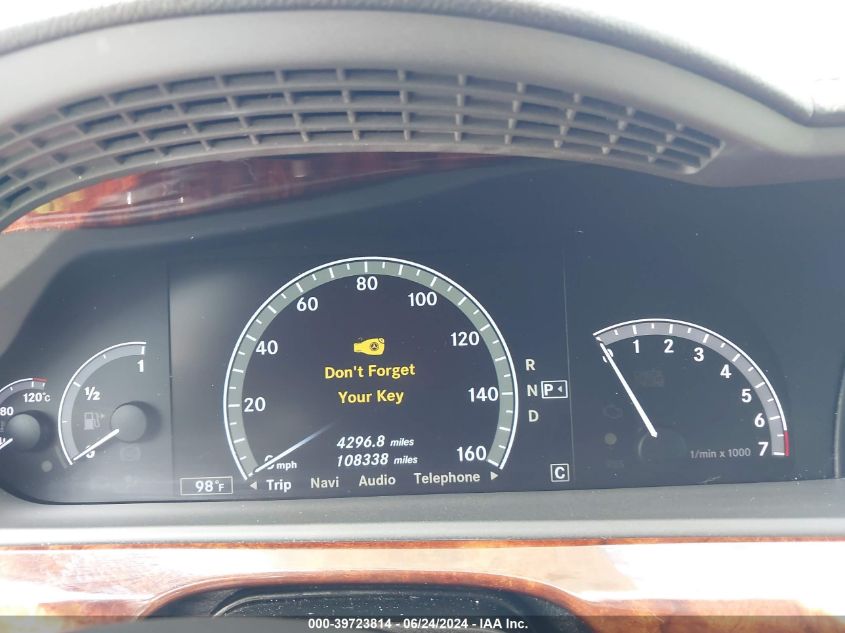 20
40
60
80
100
120
140
160
mph
Don't Forget
Your Key
4296.8 miles
108338 miles
Trip Navi Audio Telephone
98°F
C
R
N P
D
1/2
1
80
120°C
1
2
3
4
5
6
7
1/min x 1000
000-39723814 - 06/24/2024 - IAA Inc.